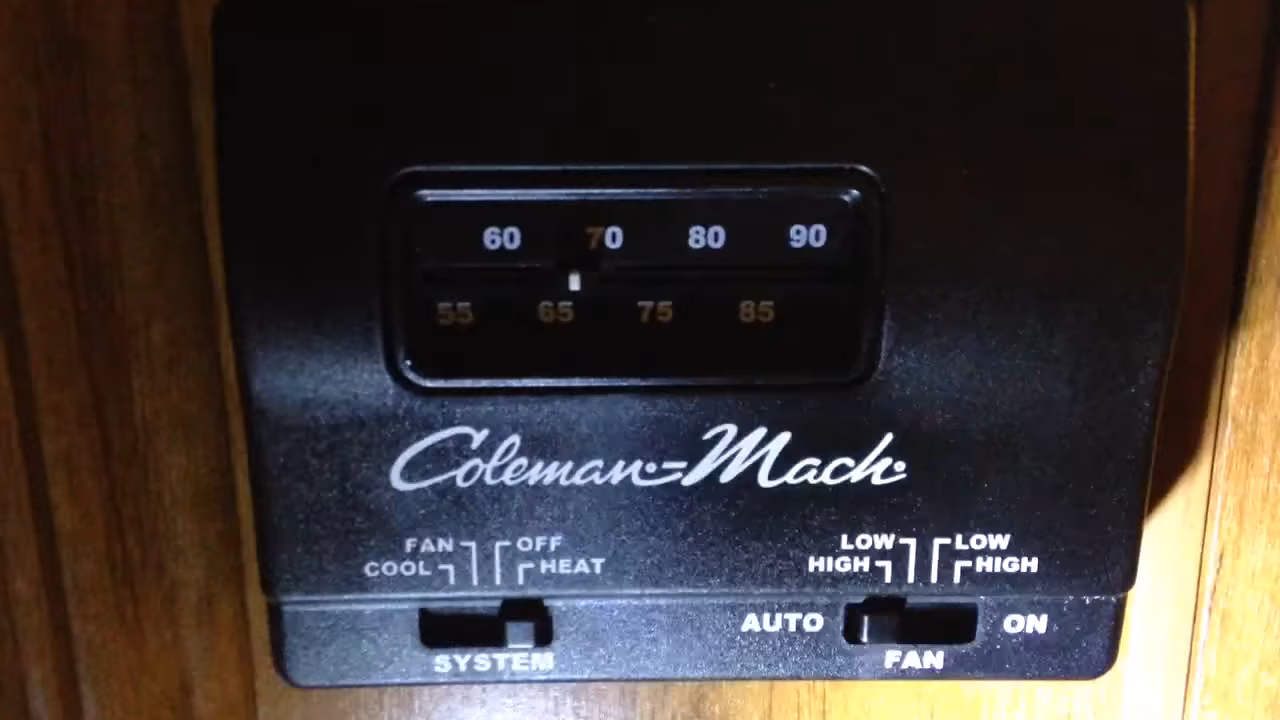 60 70 80 90
55 65 75 85
Coleman-Mach
FAN OFF
COOL HEAT
LOW LOW
HIGH HIGH
AUTO ON
SYSTEM
FAN